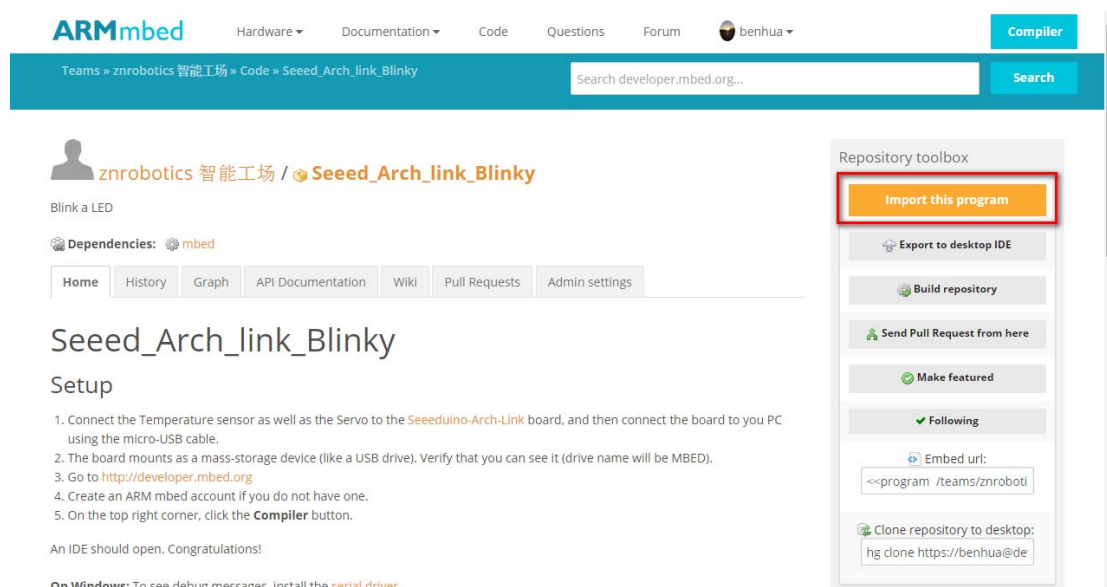 ARMmbed
Hardware Documentation Code Questions Forum benhua Compiler
Teams » znrobotics 智能工场 » Code » Seeed_Arch_link_Blinky
Search developer.mbed.org... Search
znrobotics 智能工场 / Seeed_Arch_link_Blinky
Blink a LED
Dependencies: mbed
Home History Graph API Documentation Wiki Pull Requests Admin settings
Seeed_Arch_link_Blinky
Setup
1. Connect the Temperature sensor as well as the Servo to the Seeeduino-Arch-Link board, and then connect the board to you PC
using the micro-USB cable.
2. The board mounts as a mass-storage device (like a USB drive). Verify that you can see it (drive name will be MBED).
3. Go to http://developer.mbed.org
4. Create an ARM mbed account if you do not have one.
5. On the top right corner, click the Compiler button.
An IDE should open. Congratulations!
On Windows: To see debug messages, install the serial driver
Repository toolbox
Import this program
Export to desktop IDE
Build repository
Send Pull Request from here
Make featured
Following
Embed url:
<<program /teams/znroboti
Clone repository to desktop:
hg clone https://benhua@de